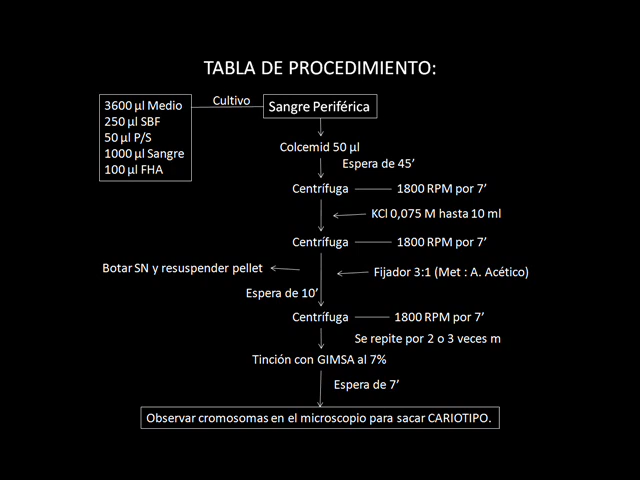 TABLA DE PROCEDIMIENTO:
3600 µl Medio
250 µl SBF
50 µl P/S
1000 µl Sangre
100 µl FHA
Cultivo
Sangre Periférica
Colcemid 50 µl
Espera de 45’
Centrífuga
1800 RPM por 7’
KCl 0,075 M hasta 10 ml
Centrífuga
1800 RPM por 7’
Botar SN y resuspender pellet
Fijador 3:1 (Met : A. Acético)
Espera de 10’
Centrífuga
1800 RPM por 7’
Se repite por 2 o 3 veces m
Tinción con GIMSA al 7%
Espera de 7’
Observar cromosomas en el microscopio para sacar CARIOTIPO.